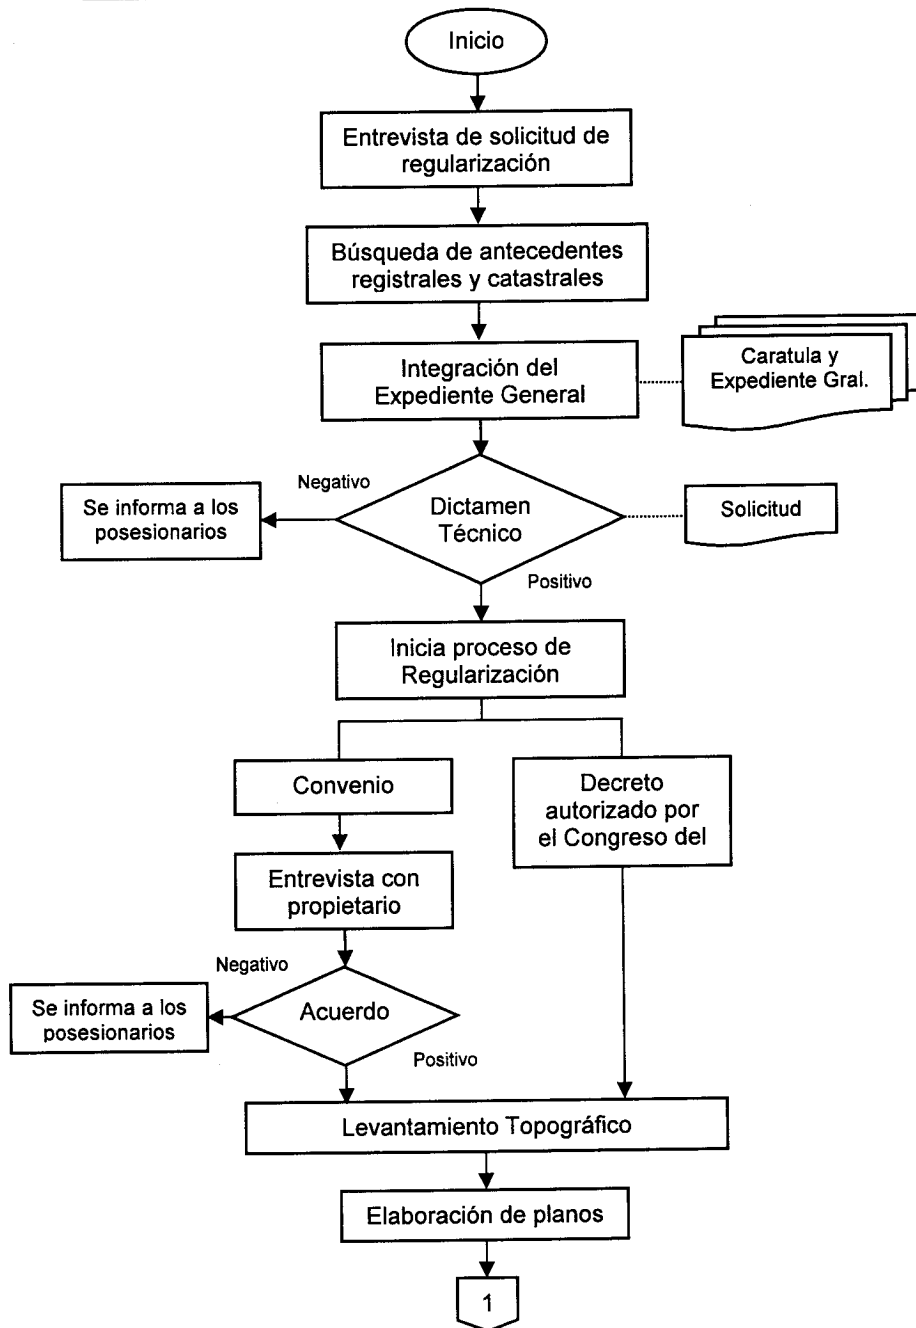 Inicio
Entrevista de solicitud de
regularización
Búsqueda de antecedentes
registrales y catastrales
Integración del
Expediente General
Caratula y
Expediente Gral.
Negativo
Se informa a los
posesionarios
Dictamen
Técnico
Solicitud
Positivo
Inicia proceso de
Regularización
Convenio
Decreto
autorizado por
el Congreso del
Entrevista con
propietario
Negativo
Se informa a los
posesionarios
Acuerdo
Positivo
Levantamiento Topográfico
Elaboración de planos
1